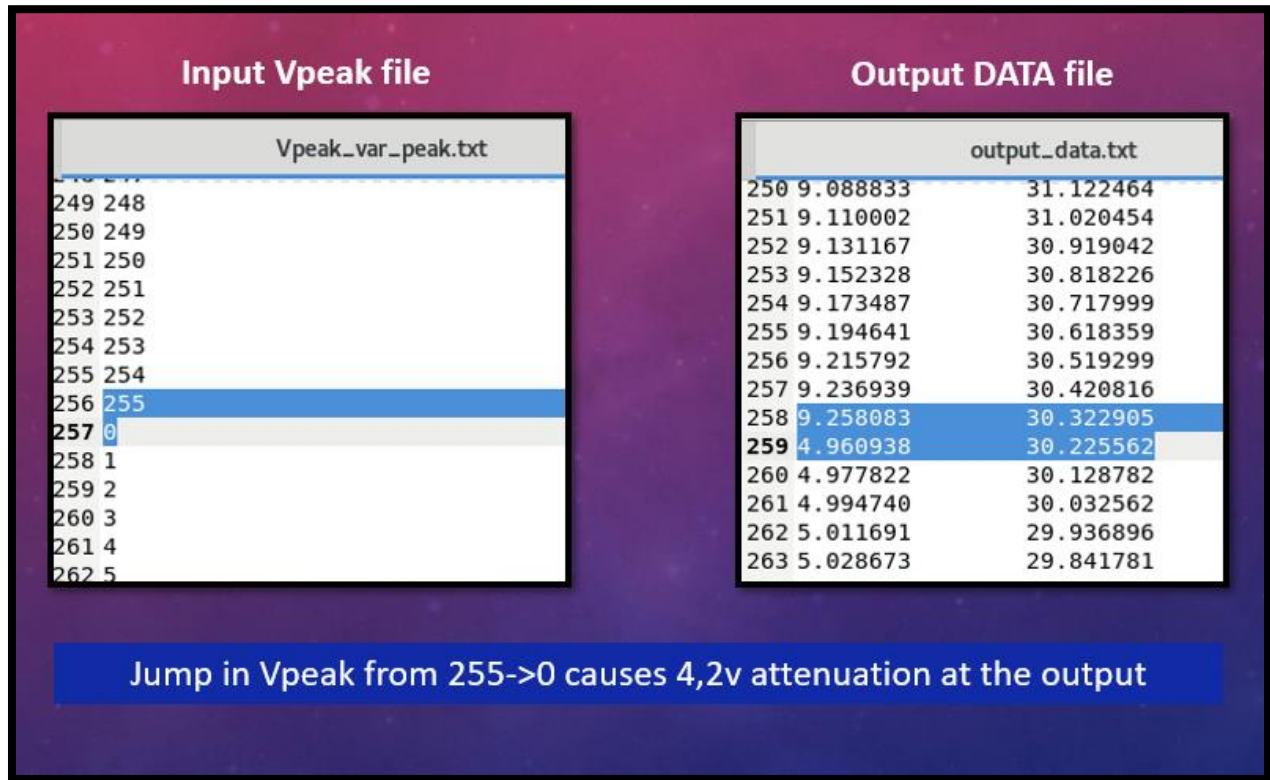 Input Vpeak file
Vpeak_var_peak.txt
249 248
250 249
251 250
252 251
253 252
254 253
255 254
256 255
257 0
258 1
259 2
260 3
261 4
262 5
Output DATA file
output_data.txt
250 9.088833 31.122464
251 9.110002 31.020454
252 9.131167 30.919042
253 9.152328 30.818226
254 9.173487 30.717999
255 9.194641 30.618359
256 9.215792 30.519299
257 9.236939 30.420816
258 9.258083 30.322905
259 4.960938 30.225562
260 4.977822 30.128782
261 4.994740 30.032562
262 5.011691 29.936896
263 5.028673 29.841781
Jump in Vpeak from 255->0 causes 4,2v attenuation at the output